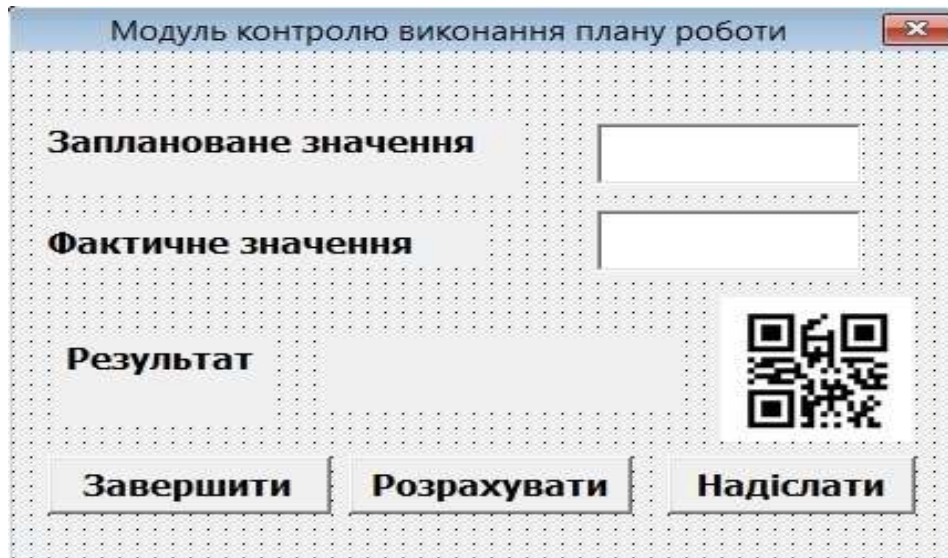 Модуль контролю виконання плану роботи
Заплановане значення
Фактичне значення
Результат
Завершити Розрахувати Надіслати